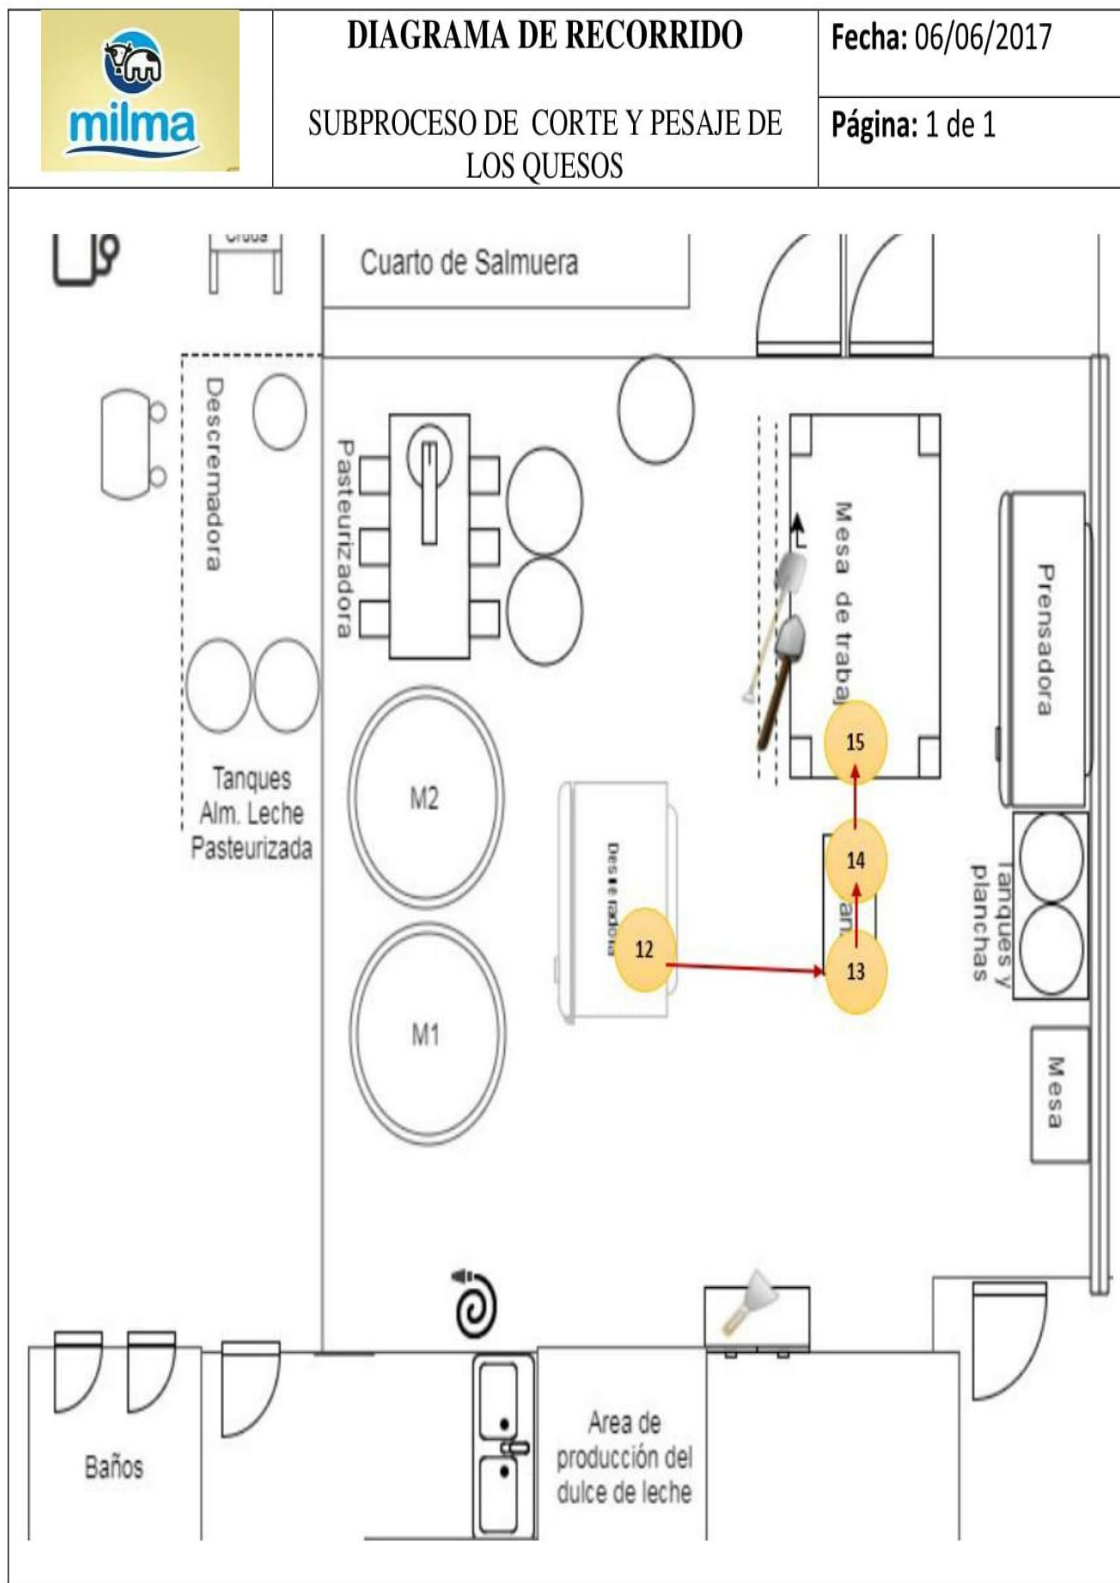 milma
DIAGRAMA DE RECORRIDO
SUBPROCESO DE CORTE Y PESAJE DE
LOS QUESOS
Fecha: 06/06/2017
Página: 1 de 1
Cuarto de Salmuera
Descremadora
Pasteurizadora
Mesa de trabaj
Prensadora
15
Tanques
Alm. Leche
Pasteurizada
M2
14
Tanques y
planchas
12
13
M1
Mesa
Baños
Area de
producción del
dulce de leche